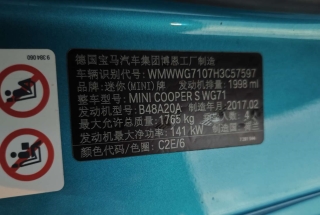 德国宝马汽车集团博恩工厂制造
车辆识别代号: WMWWG7107H3C57597
品牌:迷你(MINI)牌 发动机排量: 1998 ml
整车型号: MINI COOPER S WG71
发动机型号: B48A20A 制造年月: 2017.02
最大允许总质量: 1765 kg 乘坐人数: 4
发动机最大净功率: 141 kW 制造国: 
颜色代码/色圈: C2E/6